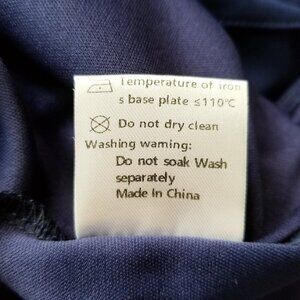 Temperature of iron
s base plate ≤110℃
Do not dry clean
Washing warning:
Do not soak Wash
separately
Made In China